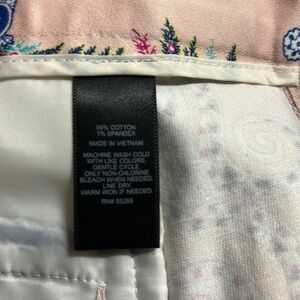 99% COTTON
1% SPANDEX
MADE IN VIETNAM
MACHINE WASH COLD
WITH LIKE COLORS.
GENTLE CYCLE.
ONLY NON-CHLORINE
BLEACH WHEN NEEDED.
LINE DRY.
WARM IRON IF NEEDED
RN# 55285